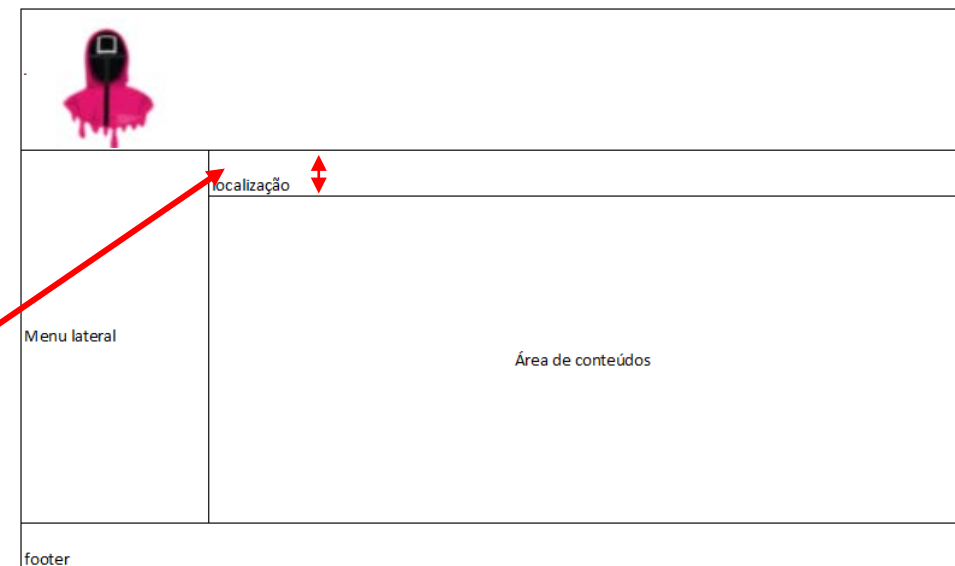 localização
Menu lateral
Área de conteúdos
footer